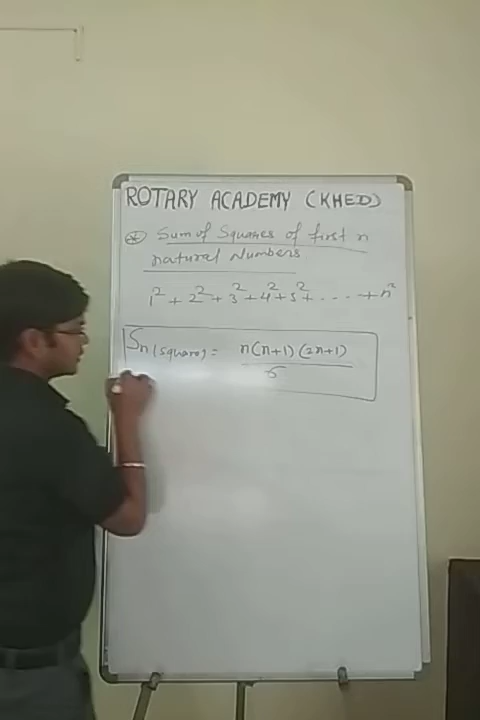 ROTARY ACADEMY (KHED)
* Sum of Squares of first n
natural Numbers
1² + 2² + 3² + 4² + 5² + .... + n²
Sn(square) = n(n+1)(2n+1)
6